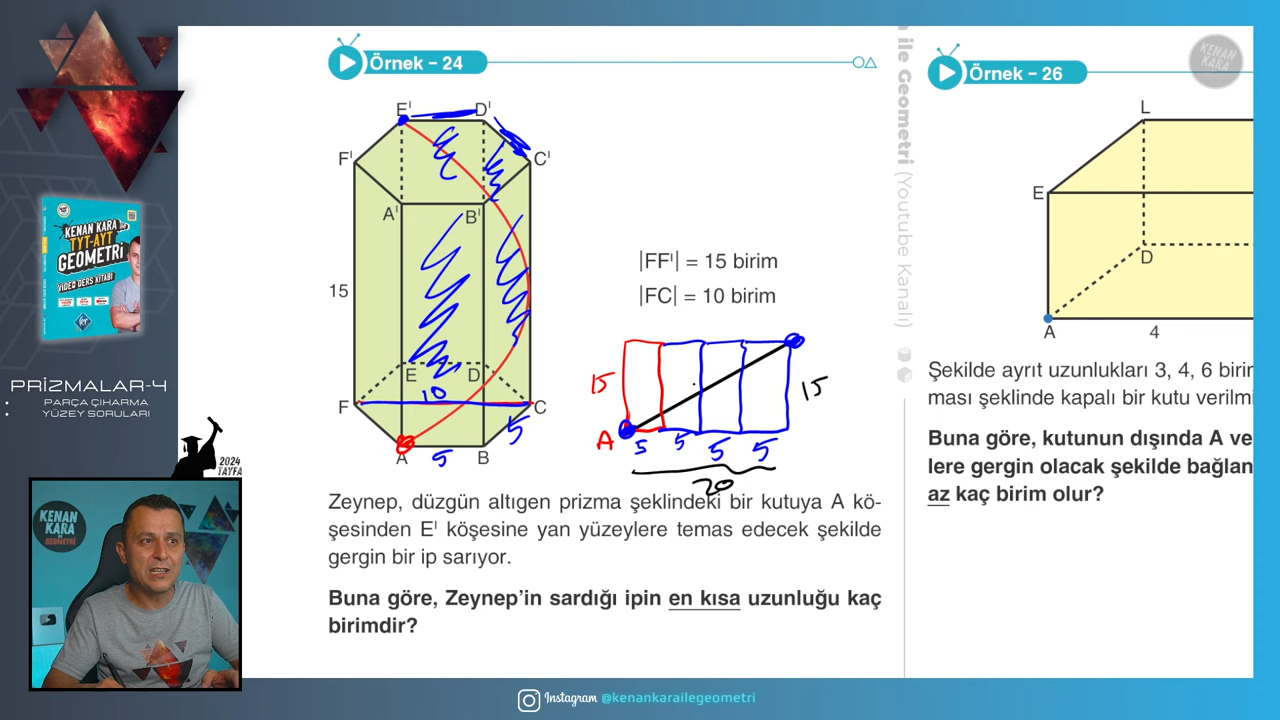 KENAN KARA
TYT-AYT
GEOMETRİ
VİDEO DERS KİTABI
PRİZMALAR-4
PARÇA ÇIKARMA
YÜZEY SORULARI
2024
TAYFA
KENAN
KARA
GEOMETRİ
Örnek – 24
E' D'
F' C'
A' B'
15
E D
10
F C
5
A 5 B
|FF'| = 15 birim
|FC| = 10 birim
15 15
A 5 5 5 5
20
Zeynep, düzgün altıgen prizma şeklindeki bir kutuya A kö-
şesinden E' köşesine yan yüzeylere temas edecek şekilde
gergin bir ip sarıyor.
Buna göre, Zeynep'in sardığı ipin en kısa uzunluğu kaç
birimdir?
ile Geometri (Youtube Kanalı)
Örnek – 26
KENAN
KARA
L
E
D
A 4
Şekilde ayrıt uzunlukları 3, 4, 6 birir
ması şeklinde kapalı bir kutu verilmi
Buna göre, kutunun dışında A ve
lere gergin olacak şekilde bağlan
az kaç birim olur?
Instagram @kenankarailegeometri